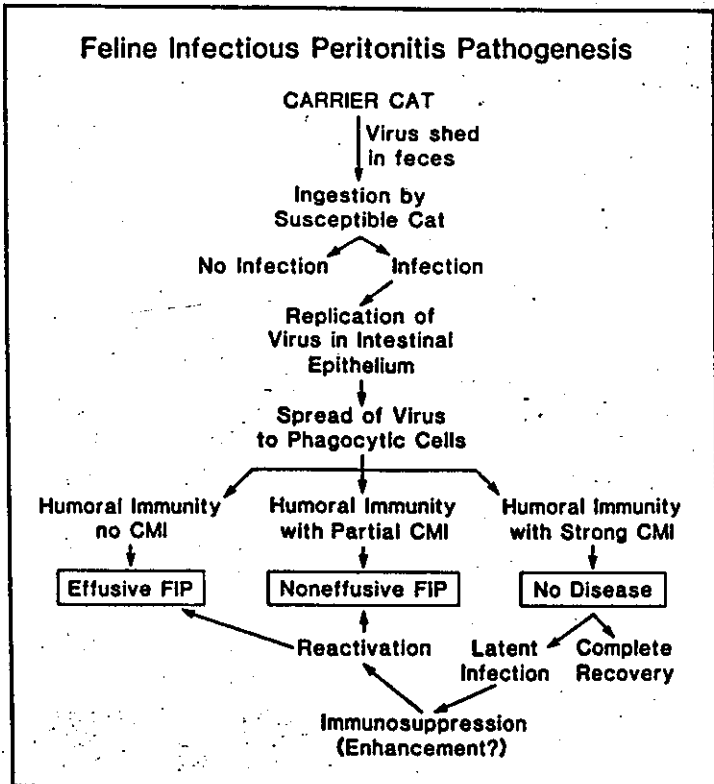 Feline Infectious Peritonitis Pathogenesis
CARRIER CAT
Virus shed
in feces
Ingestion by
Susceptible Cat
No Infection
Infection
Replication of
Virus in Intestinal
Epithelium
Spread of Virus
to Phagocytic Cells
Humoral Immunity
no CMI
Humoral Immunity
with Partial CMI
Humoral Immunity
with Strong CMI
Effusive FIP
Noneffusive FIP
No Disease
Reactivation
Latent
Infection
Complete
Recovery
Immunosuppression
(Enhancement?)